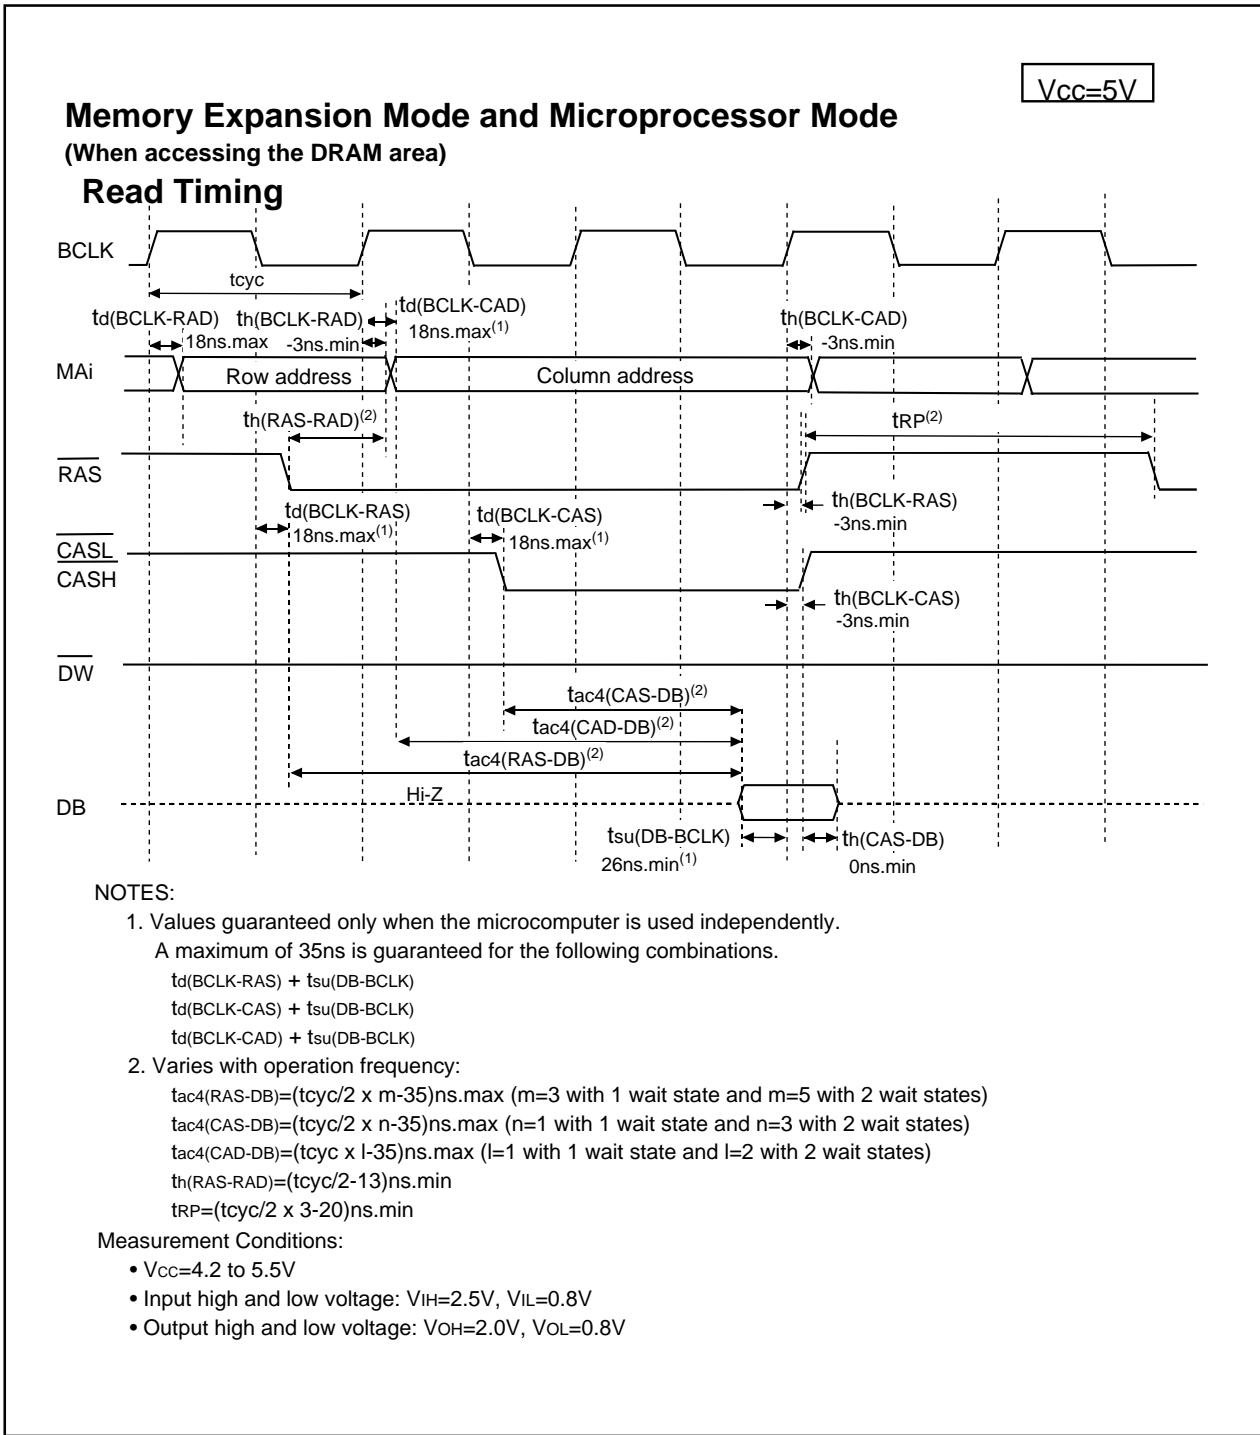 Vcc=5V
Memory Expansion Mode and Microprocessor Mode
(When accessing the DRAM area)
Read Timing
BCLK
tcyc
td(BCLK-RAD)
18ns.max
th(BCLK-RAD)
-3ns.min
td(BCLK-CAD)
18ns.max(1)
th(BCLK-CAD)
-3ns.min
MAi
Row address
Column address
th(RAS-RAD)(2)
tRP(2)
RAS
td(BCLK-RAS)
18ns.max(1)
td(BCLK-CAS)
18ns.max(1)
th(BCLK-RAS)
-3ns.min
CASL
CASH
th(BCLK-CAS)
-3ns.min
DW
tac4(CAS-DB)(2)
tac4(CAD-DB)(2)
tac4(RAS-DB)(2)
Hi-Z
DB
tsu(DB-BCLK)
26ns.min(1)
th(CAS-DB)
0ns.min
NOTES:
1. Values guaranteed only when the microcomputer is used independently.
A maximum of 35ns is guaranteed for the following combinations.
td(BCLK-RAS) + tsu(DB-BCLK)
td(BCLK-CAS) + tsu(DB-BCLK)
td(BCLK-CAD) + tsu(DB-BCLK)
2. Varies with operation frequency:
tac4(RAS-DB)=(tcyc/2 x m-35)ns.max (m=3 with 1 wait state and m=5 with 2 wait states)
tac4(CAS-DB)=(tcyc/2 x n-35)ns.max (n=1 with 1 wait state and n=3 with 2 wait states)
tac4(CAD-DB)=(tcyc x l-35)ns.max (l=1 with 1 wait state and l=2 with 2 wait states)
th(RAS-RAD)=(tcyc/2-13)ns.min
tRP=(tcyc/2 x 3-20)ns.min
Measurement Conditions:
• VCC=4.2 to 5.5V
• Input high and low voltage: VIH=2.5V, VIL=0.8V
• Output high and low voltage: VOH=2.0V, VOL=0.8V